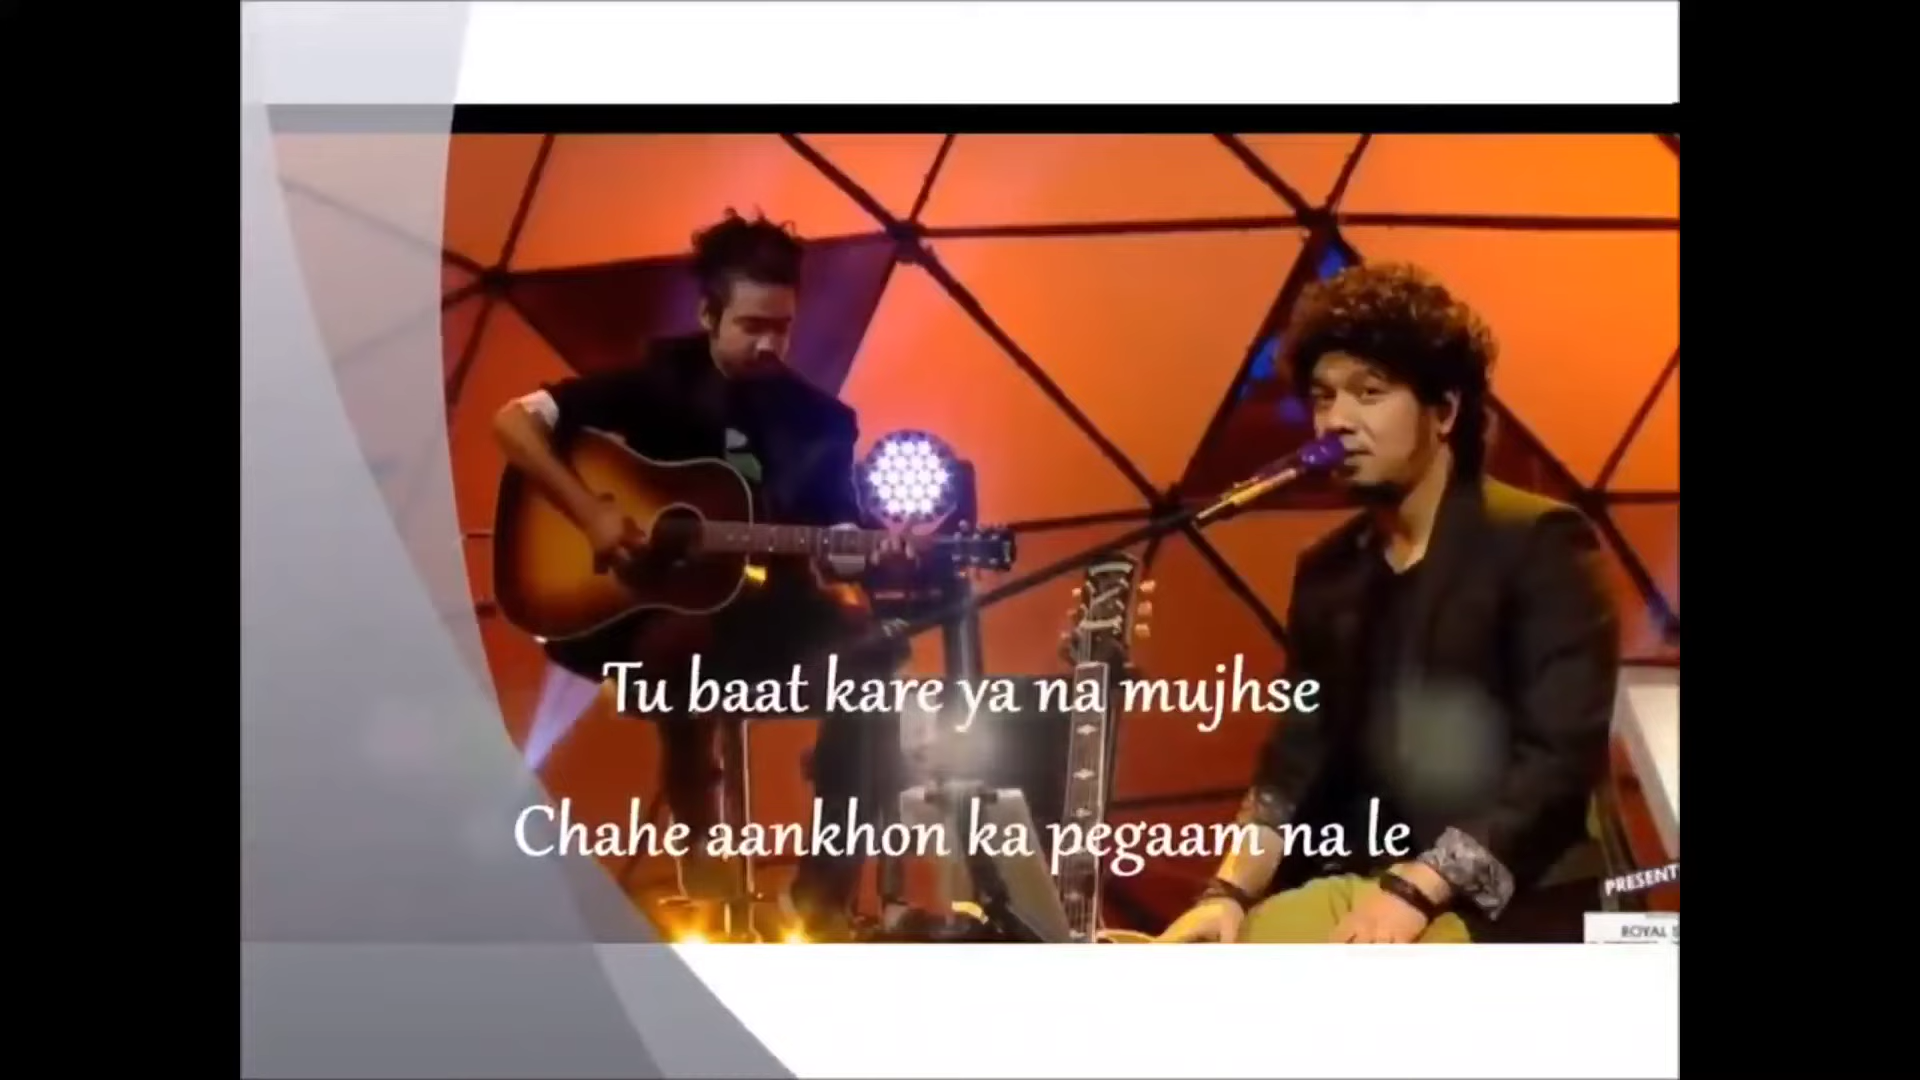 Tu baat kare ya na mujhse
Chahe aankhon ka pegaam na le
PRESENT
ROYAL S